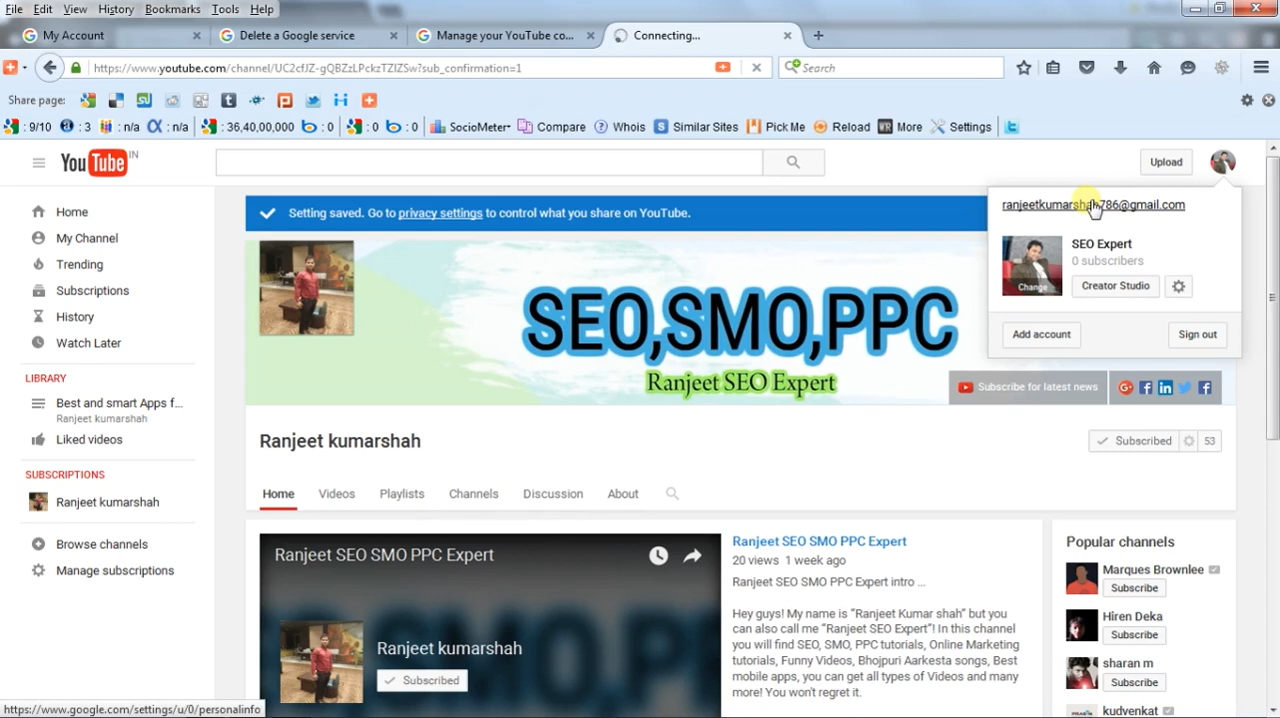 File Edit View History Bookmarks Tools Help
My Account
Delete a Google service
Manage your YouTube co...
Connecting...
https://www.youtube.com/channel/UC2cfJZ-gQBZzLPckzTZIZSw?sub_confirmation=1
Search
Share page:
: 9/10 : 3 : n/a : n/a : 36,40,00,000 : 0 : 0 : 0 SocioMeter Compare Whois Similar Sites Pick Me Reload More Settings
YouTube IN
Upload
Home
My Channel
Trending
Subscriptions
History
Watch Later
LIBRARY
Best and smart Apps f...
Ranjeet kumarshah
Liked videos
SUBSCRIPTIONS
Ranjeet kumarshah
Browse channels
Manage subscriptions
Setting saved. Go to privacy settings to control what you share on YouTube.
ranjeetkumarshah786@gmail.com
SEO Expert
0 subscribers
Change
Creator Studio
Add account
Sign out
SEO,SMO,PPC
Ranjeet SEO Expert
Subscribe for latest news
Ranjeet kumarshah
Subscribed 53
Home Videos Playlists Channels Discussion About
Ranjeet SEO SMO PPC Expert
Ranjeet kumarshah
Subscribed
Ranjeet SEO SMO PPC Expert
20 views 1 week ago
Ranjeet SEO SMO PPC Expert intro ...
Hey guys! My name is “Ranjeet Kumar shah” but you
can also call me “Ranjeet SEO Expert”! In this channel
you will find SEO, SMO, PPC tutorials, Online Marketing
tutorials, Funny Videos, Bhojpuri Aarkesta songs, Best
mobile apps, you can get all types of Videos and many
more! You won't regret it.
Popular channels
Marques Brownlee
Subscribe
Hiren Deka
Subscribe
sharan m
Subscribe
kudvenkat
https://www.google.com/settings/u/0/personalinfo